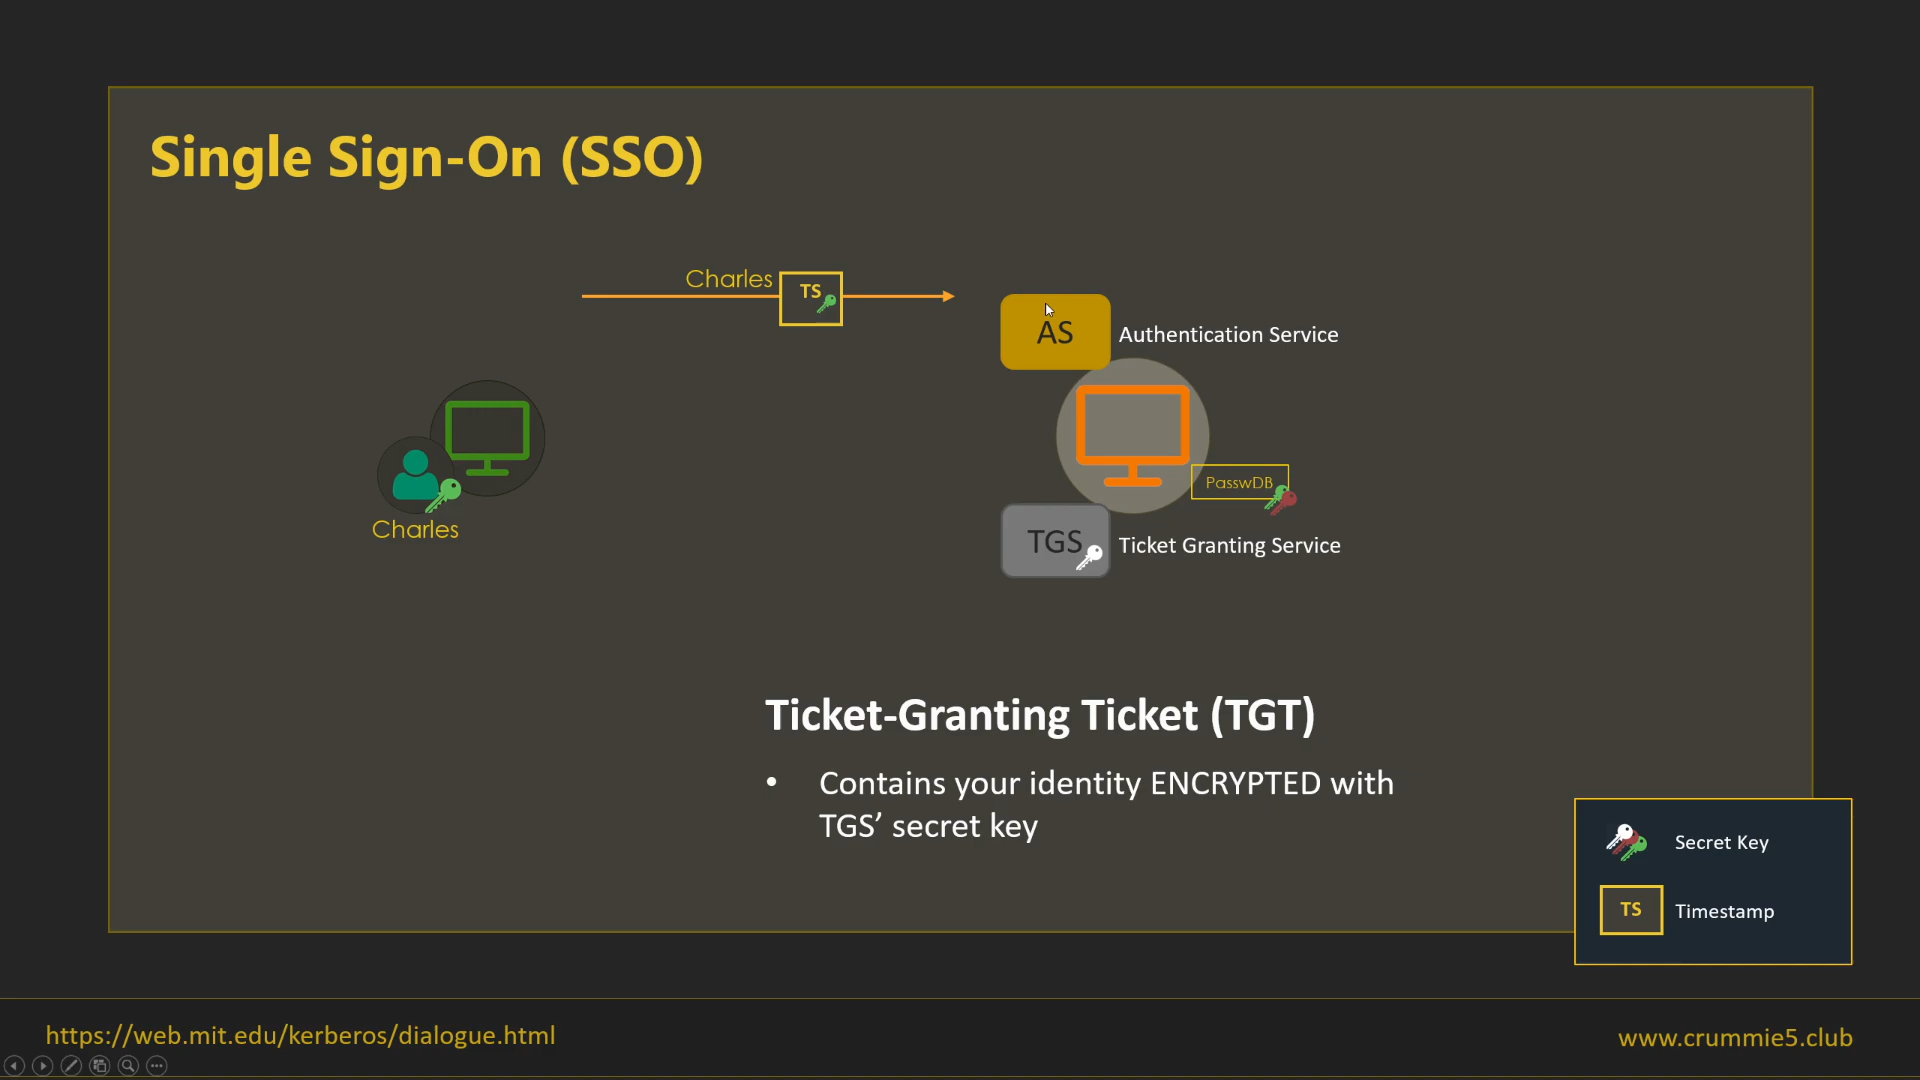 Single Sign-On (SSO)
Charles
TS
AS
Authentication Service
PasswDB
Charles
TGS
Ticket Granting Service
Ticket-Granting Ticket (TGT)
• Contains your identity ENCRYPTED with
TGS’ secret key
Secret Key
TS
Timestamp
https://web.mit.edu/kerberos/dialogue.html
www.crummie5.club